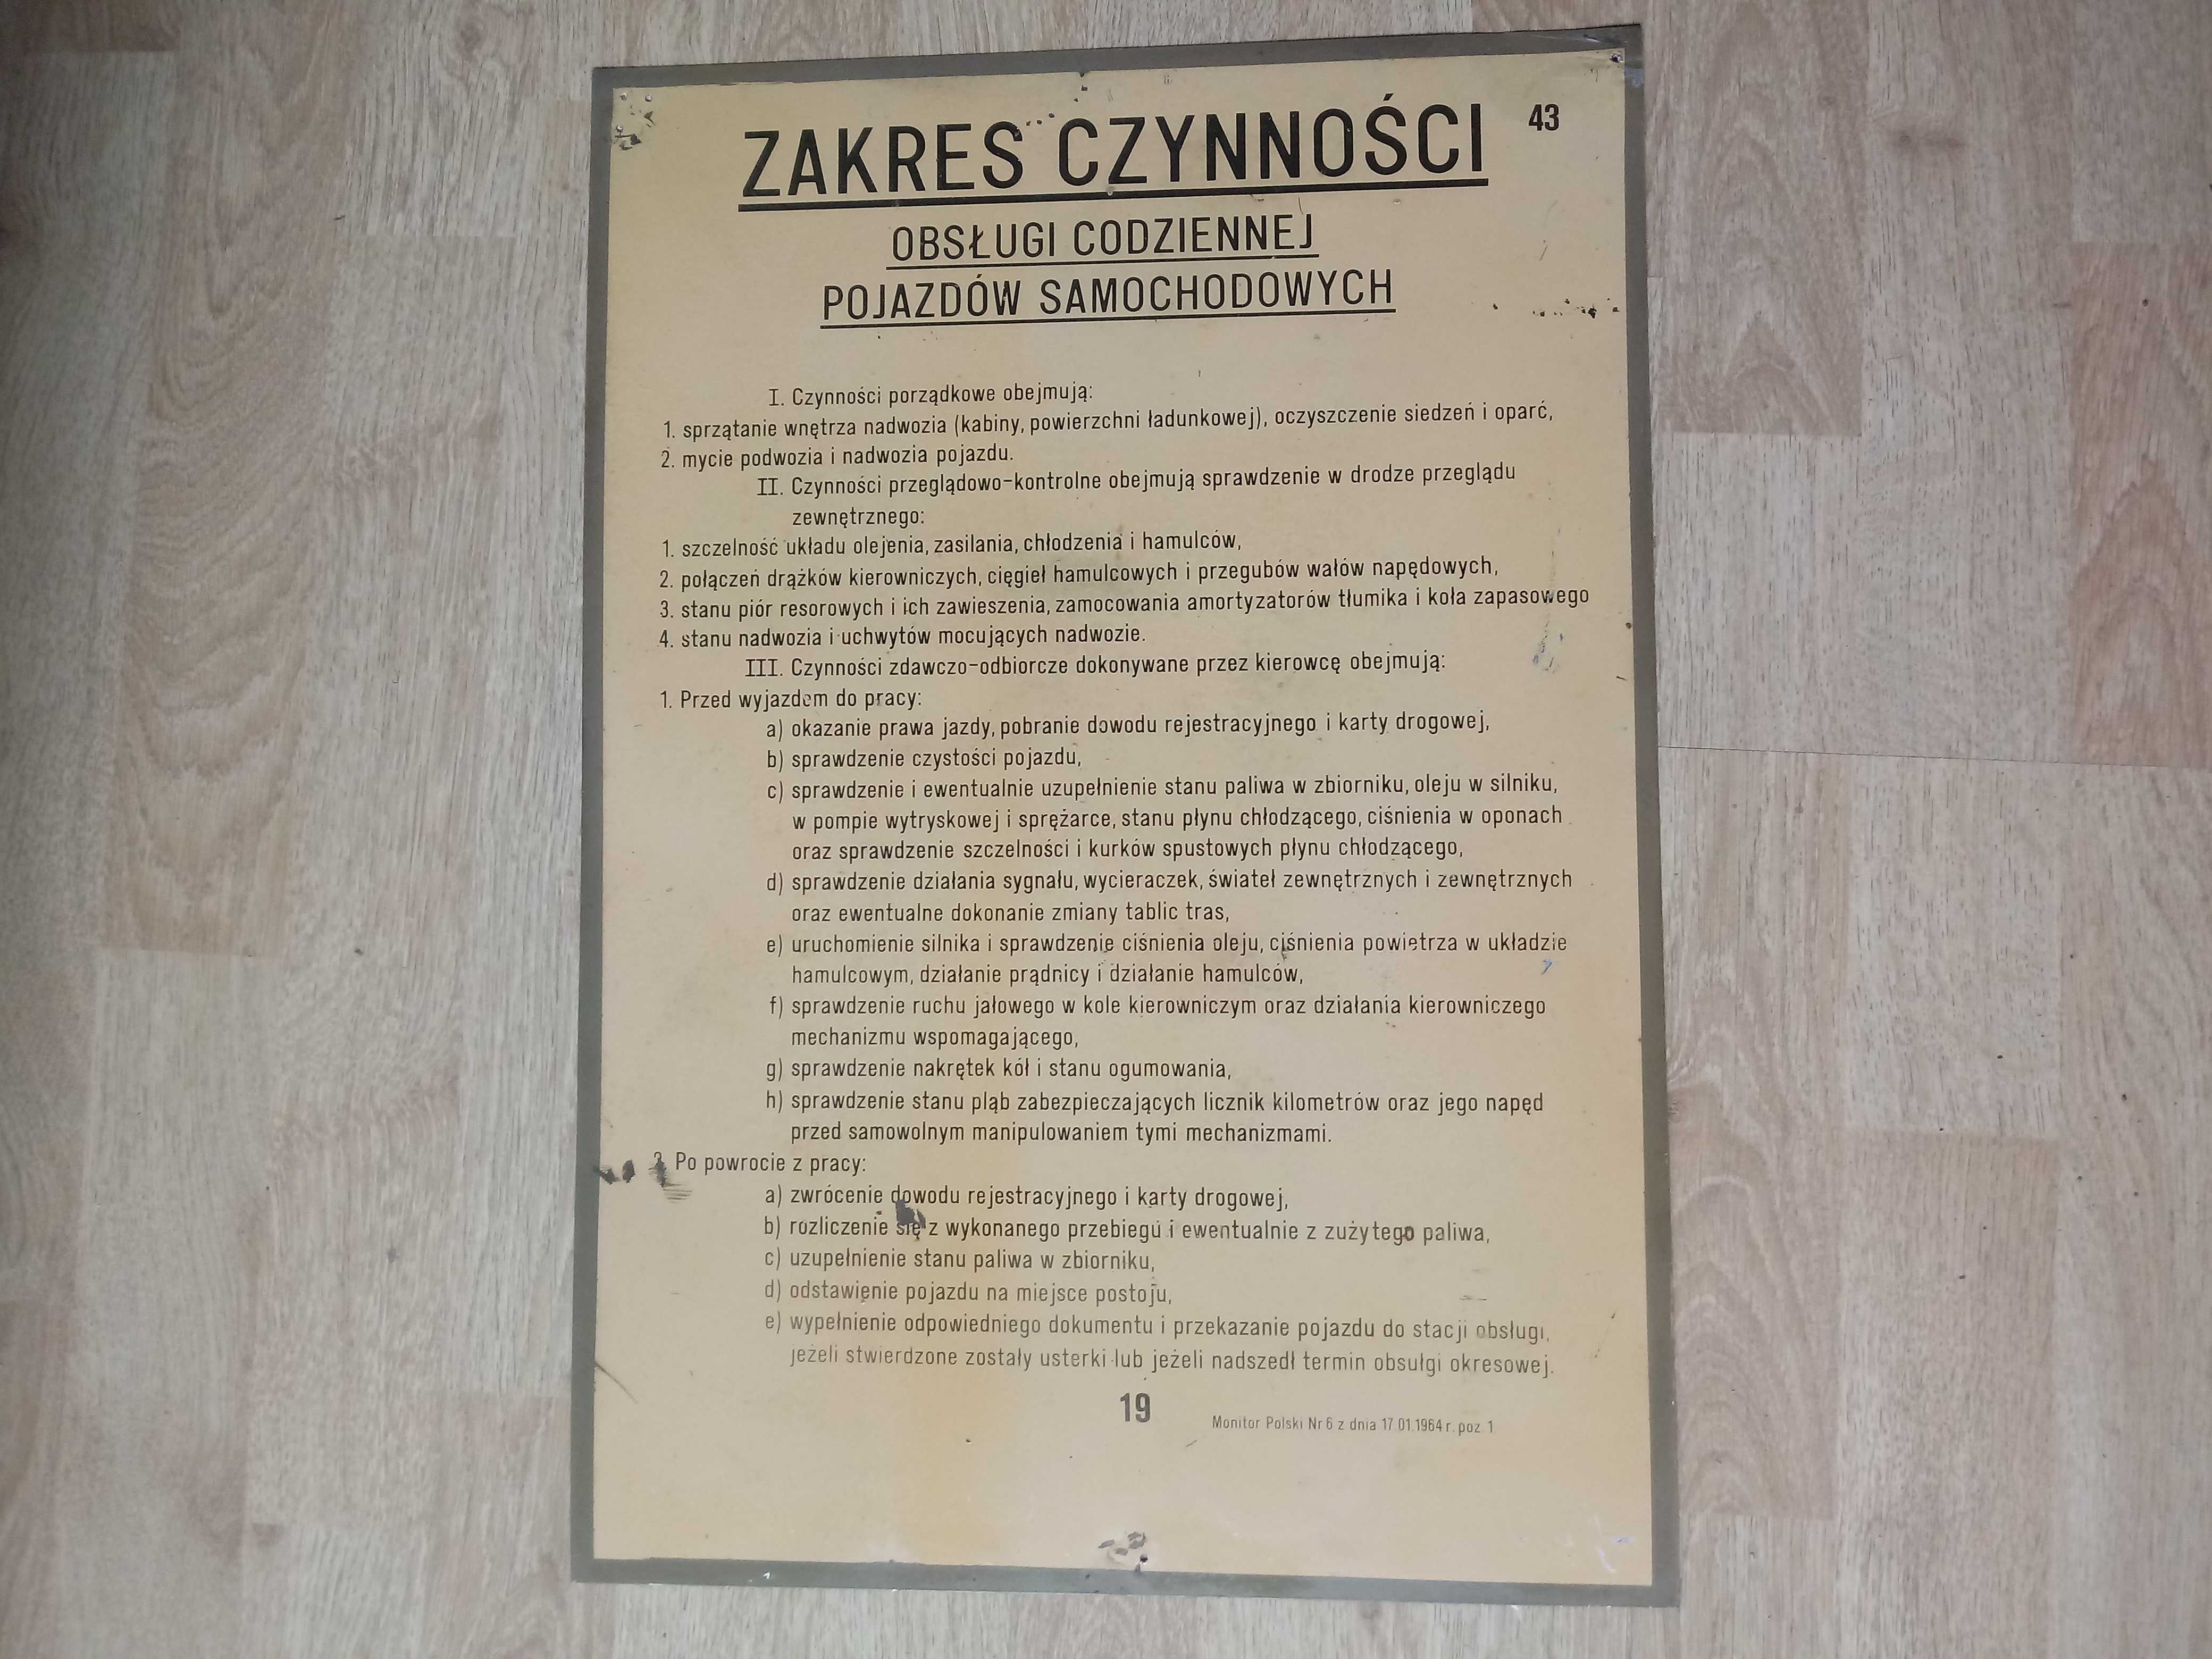 43
ZAKRES CZYNNOŚCI
OBSŁUGI CODZIENNEJ
POJAZDÓW SAMOCHODOWYCH
I. Czynności porządkowe obejmują:
1. sprzątanie wnętrza nadwozia (kabiny, powierzchni ładunkowej), oczyszczenie siedzeń i oparć,
2. mycie podwozia i nadwozia pojazdu.
II. Czynności przeglądowo-kontrolne obejmują sprawdzenie w drodze przeglądu
zewnętrznego:
1. szczelność układu olejenia, zasilania, chłodzenia i hamulców,
2. połączeń drążków kierowniczych, cięgieł hamulcowych i przegubów wałów napędowych,
3. stanu piór resorowych i ich zawieszenia, zamocowania amortyzatorów tłumika i koła zapasowego
4. stanu nadwozia i uchwytów mocujących nadwozie.
III. Czynności zdawczo-odbiorcze dokonywane przez kierowcę obejmują:
1. Przed wyjazdem do pracy:
a) okazanie prawa jazdy, pobranie dowodu rejestracyjnego i karty drogowej,
b) sprawdzenie czystości pojazdu,
c) sprawdzenie i ewentualnie uzupełnienie stanu paliwa w zbiorniku, oleju w silniku,
w pompie wytryskowej i sprężarce, stanu płynu chłodzącego, ciśnienia w oponach
oraz sprawdzenie szczelności i kurków spustowych płynu chłodzącego,
d) sprawdzenie działania sygnału, wycieraczek, świateł zewnętrznych i zewnętrznych
oraz ewentualne dokonanie zmiany tablic tras,
e) uruchomienie silnika i sprawdzenie ciśnienia oleju, ciśnienia powietrza w układzie
hamulcowym, działanie prądnicy i działanie hamulców,
f) sprawdzenie ruchu jałowego w kole kierowniczym oraz działania kierowniczego
mechanizmu wspomagającego,
g) sprawdzenie nakrętek kół i stanu ogumowania,
h) sprawdzenie stanu pląb zabezpieczających licznik kilometrów oraz jego napęd
przed samowolnym manipulowaniem tymi mechanizmami.
2. Po powrocie z pracy:
a) zwrócenie dowodu rejestracyjnego i karty drogowej,
b) rozliczenie się z wykonanego przebiegu i ewentualnie z zużytego paliwa,
c) uzupełnienie stanu paliwa w zbiorniku,
d) odstawienie pojazdu na miejsce postoju,
e) wypełnienie odpowiedniego dokumentu i przekazanie pojazdu do stacji obsługi,
jeżeli stwierdzone zostały usterki lub jeżeli nadszedł termin obsułgi okresowej.
19
Monitor Polski Nr 6 z dnia 17.01.1964 r. poz. 1